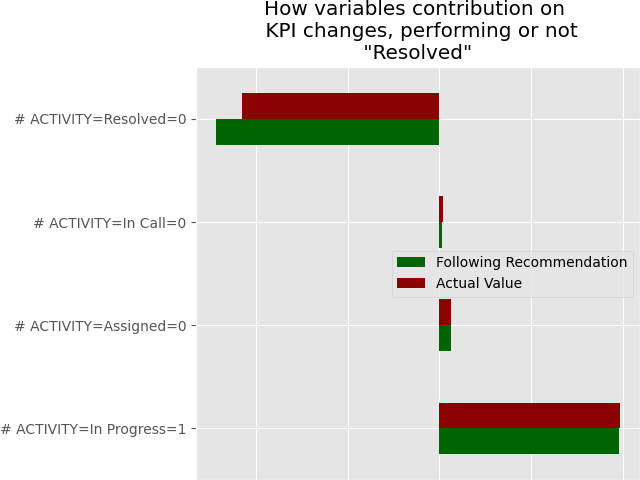 How variables contribution on
KPI changes, performing or not
"Resolved"
# ACTIVITY=Resolved=0
# ACTIVITY=In Call=0
Following Recommendation
Actual Value
# ACTIVITY=Assigned=0
# ACTIVITY=In Progress=1